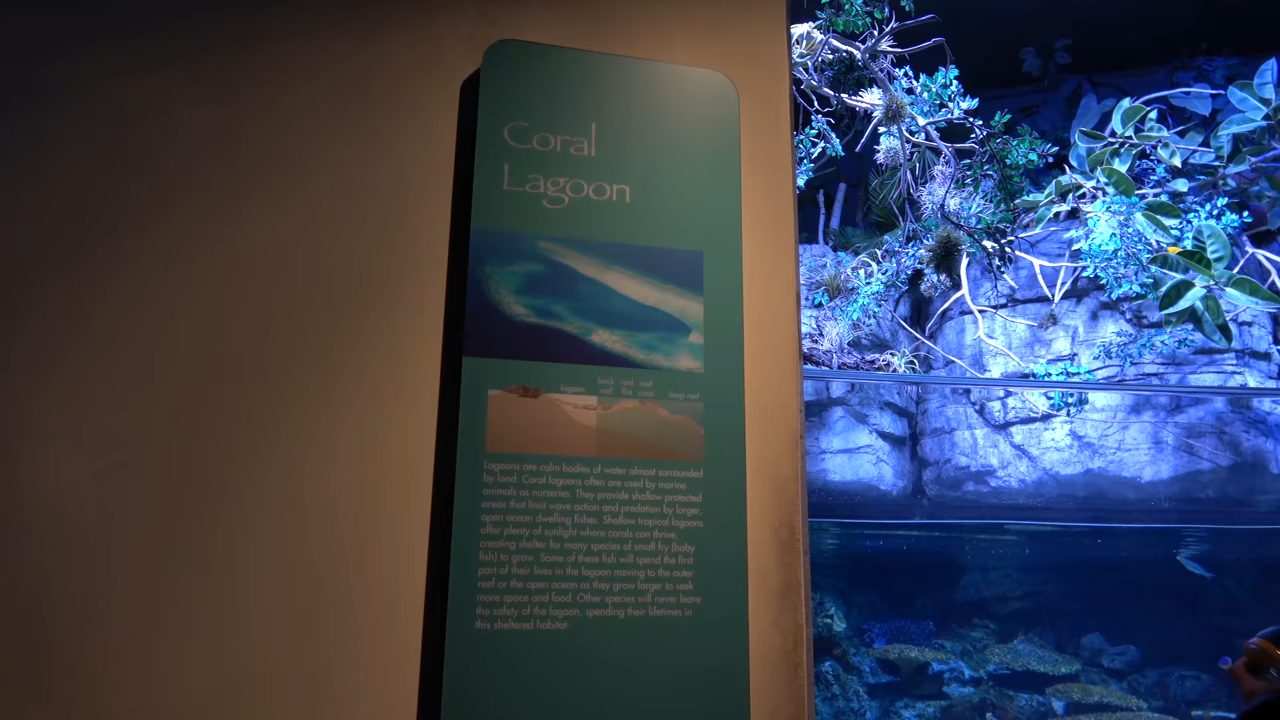 Coral
Lagoon
lagoon
back reef reef
reef flat crest deep reef
Lagoons are calm bodies of water almost surrounded
by land. Coral lagoons often are used by marine
animals as nurseries. They provide shallow protected
areas that limit wave action and predation by larger,
open ocean dwelling fishes. Shallow tropical lagoons
offer plenty of sunlight where corals can thrive,
creating shelter for many species of small fry (baby
fish) to grow. Some of these fish will spend the first
part of their lives in the lagoon moving to the outer
reef or the open ocean as they grow larger to seek
more space and food. Other species will never leave
the safety of the lagoon, spending their lifetimes in
this sheltered habitat.